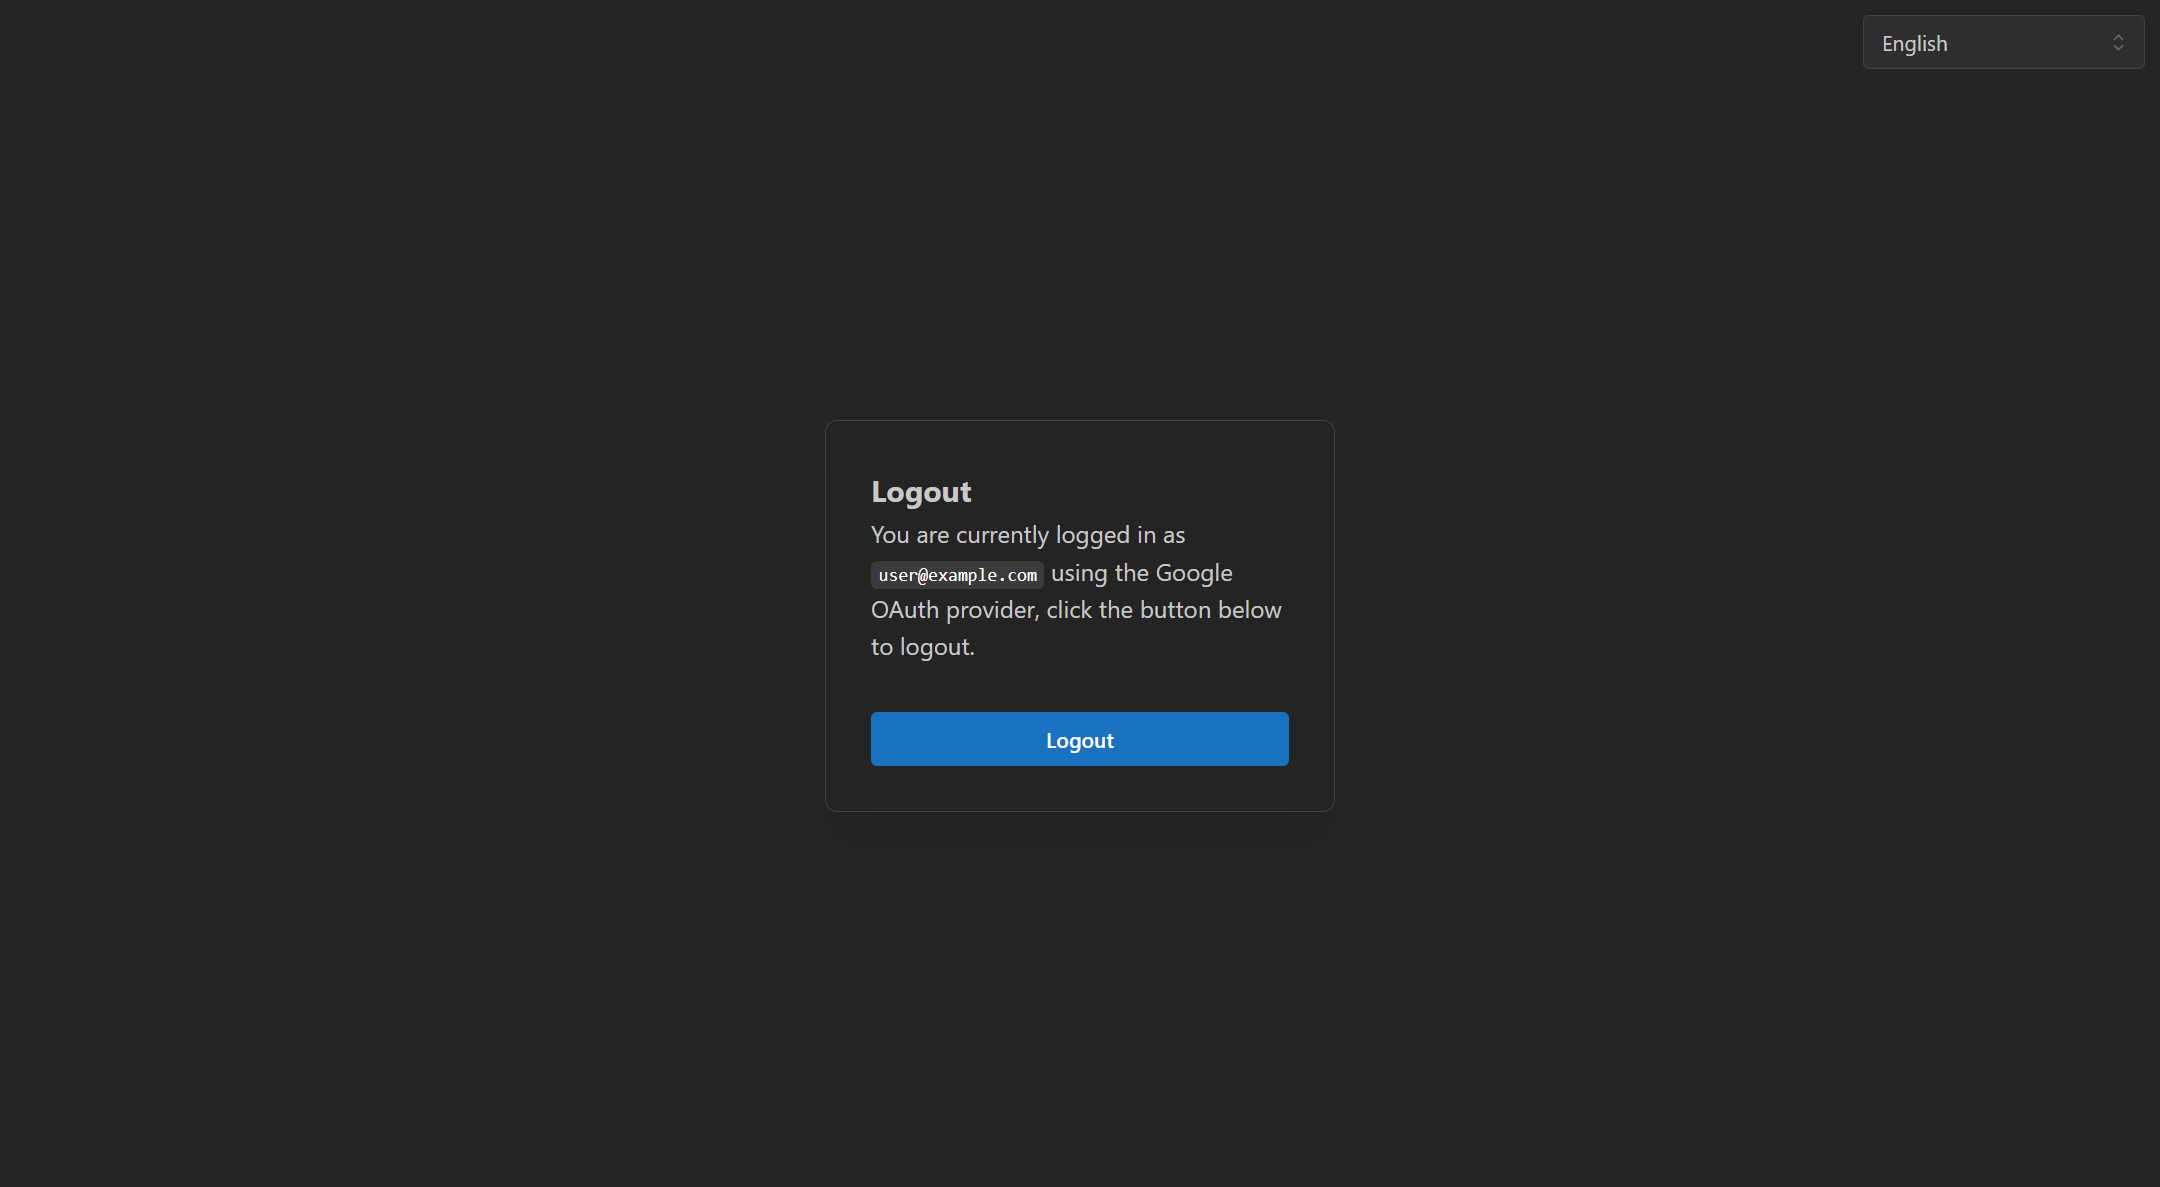 English
Logout
You are currently logged in as
user@example.com using the Google
OAuth provider, click the button below
to logout.
Logout